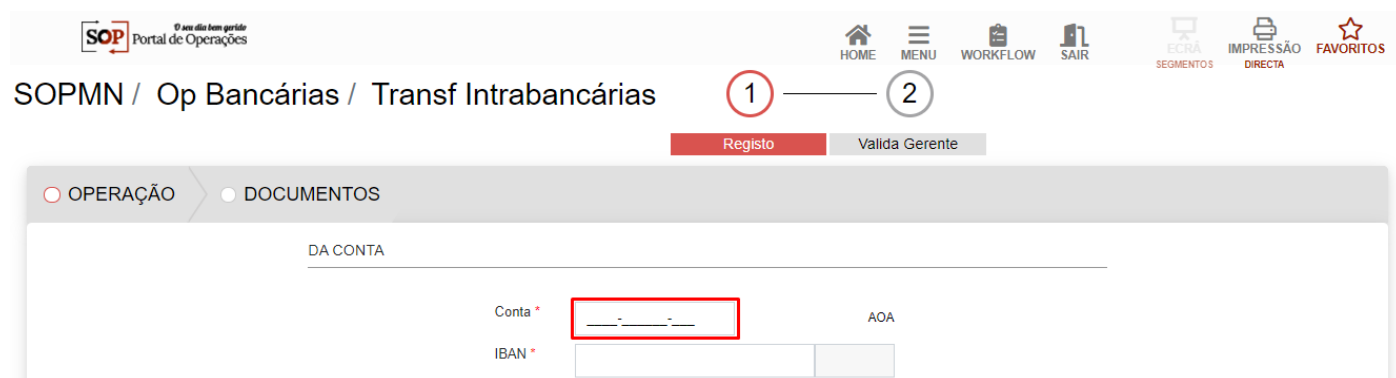 O seu dia bem gerido
SOP Portal de Operações
HOME MENU WORKFLOW SAIR ECRÃ SEGMENTOS IMPRESSÃO DIRECTA FAVORITOS
SOPMN / Op Bancárias / Transf Intrabancárias 1 2
Registo Valida Gerente
OPERAÇÃO DOCUMENTOS
DA CONTA
Conta * ____-______-___ AOA
IBAN *